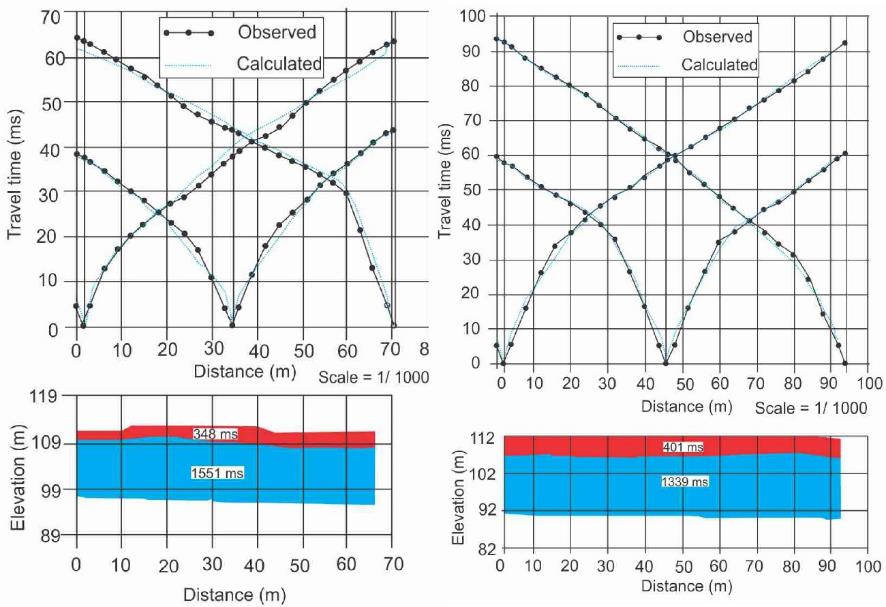 70
60
50
40
30
20
10
0
Travel time (ms)
Observed
Calculated
0 10 20 30 40 50 60 70 8
Distance (m)
Scale = 1/ 1000
100
90
80
70
60
50
40
30
20
10
0
Travel time (ms)
Observed
Calculated
0 10 20 30 40 50 60 70 80 90 100
Distance (m)
Scale = 1/ 1000
119
109
99
89
Elevation (m)
348 ms
1551 ms
0 10 20 30 40 50 60 70
Distance (m)
112
102
92
82
Elevation (m)
401 ms
1339 ms
0 10 20 30 40 50 60 70 80 90 100
Distance (m)